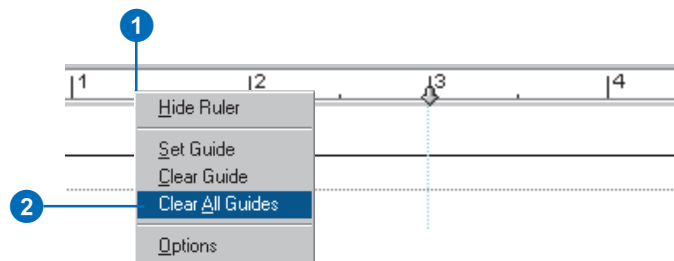 1
1 2 3 4
Hide Ruler
Set Guide
Clear Guide
2 Clear All Guides
Options